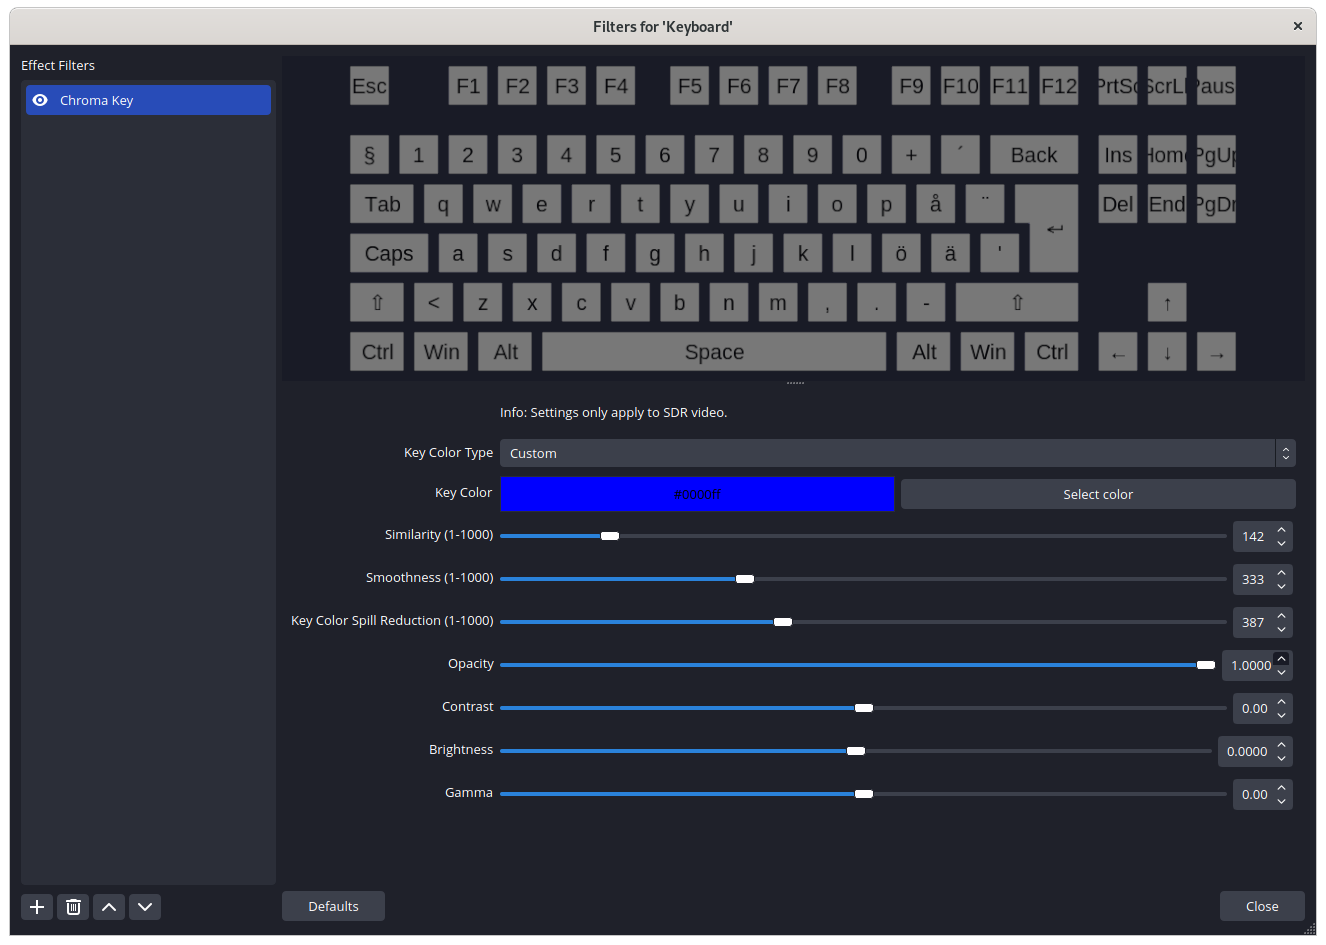 Filters for 'Keyboard'
Effect Filters
Chroma Key
Esc F1 F2 F3 F4 F5 F6 F7 F8 F9 F10 F11 F12 PrtSc ScrLl Paus
§ 1 2 3 4 5 6 7 8 9 0 + ´ Back Ins Home PgUp
Tab q w e r t y u i o p å ¨ ↵ Del End PgDn
Caps a s d f g h j k l ö ä '
⇧ < z x c v b n m , . - ⇧ ↑
Ctrl Win Alt Space Alt Win Ctrl ← ↓ →
Info: Settings only apply to SDR video.
Key Color Type Custom
Key Color #0000ff Select color
Similarity (1-1000) 142
Smoothness (1-1000) 333
Key Color Spill Reduction (1-1000) 387
Opacity 1.0000
Contrast 0.00
Brightness 0.0000
Gamma 0.00
Defaults Close